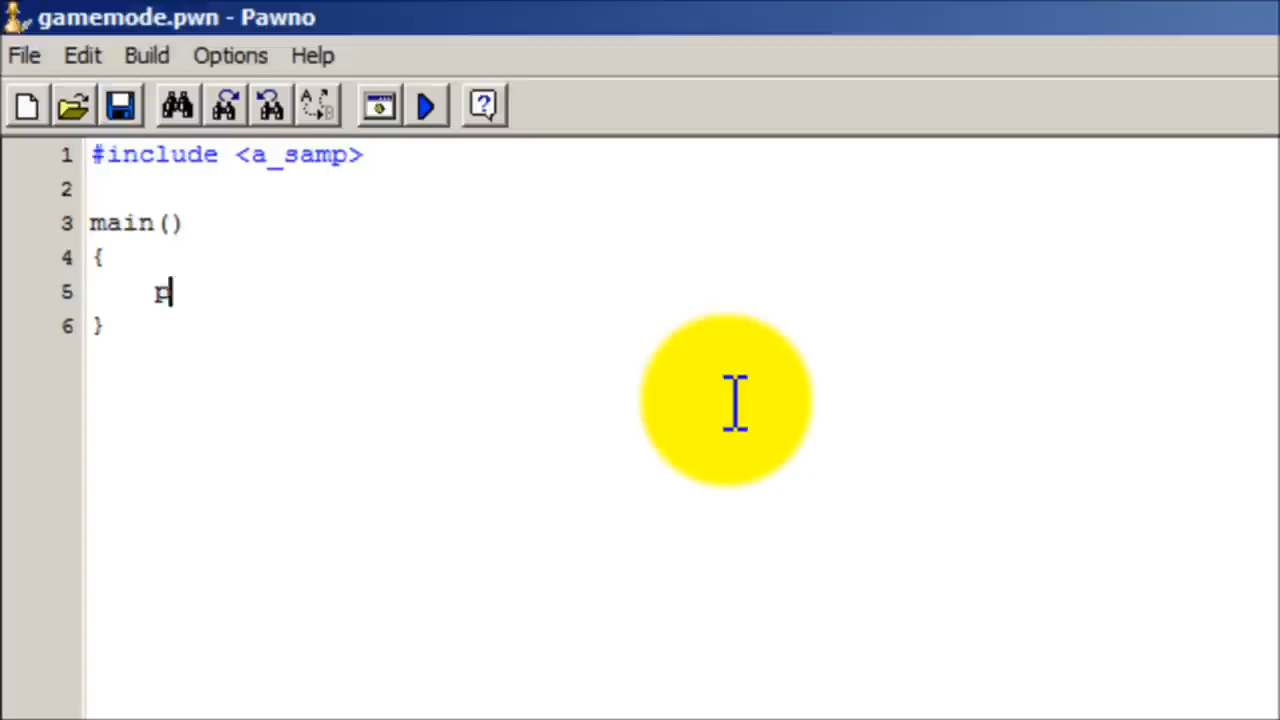 gamemode.pwn - Pawno
File Edit Build Options Help
A B
1 #include <a_samp>
2
3 main()
4 {
5 p
6 }